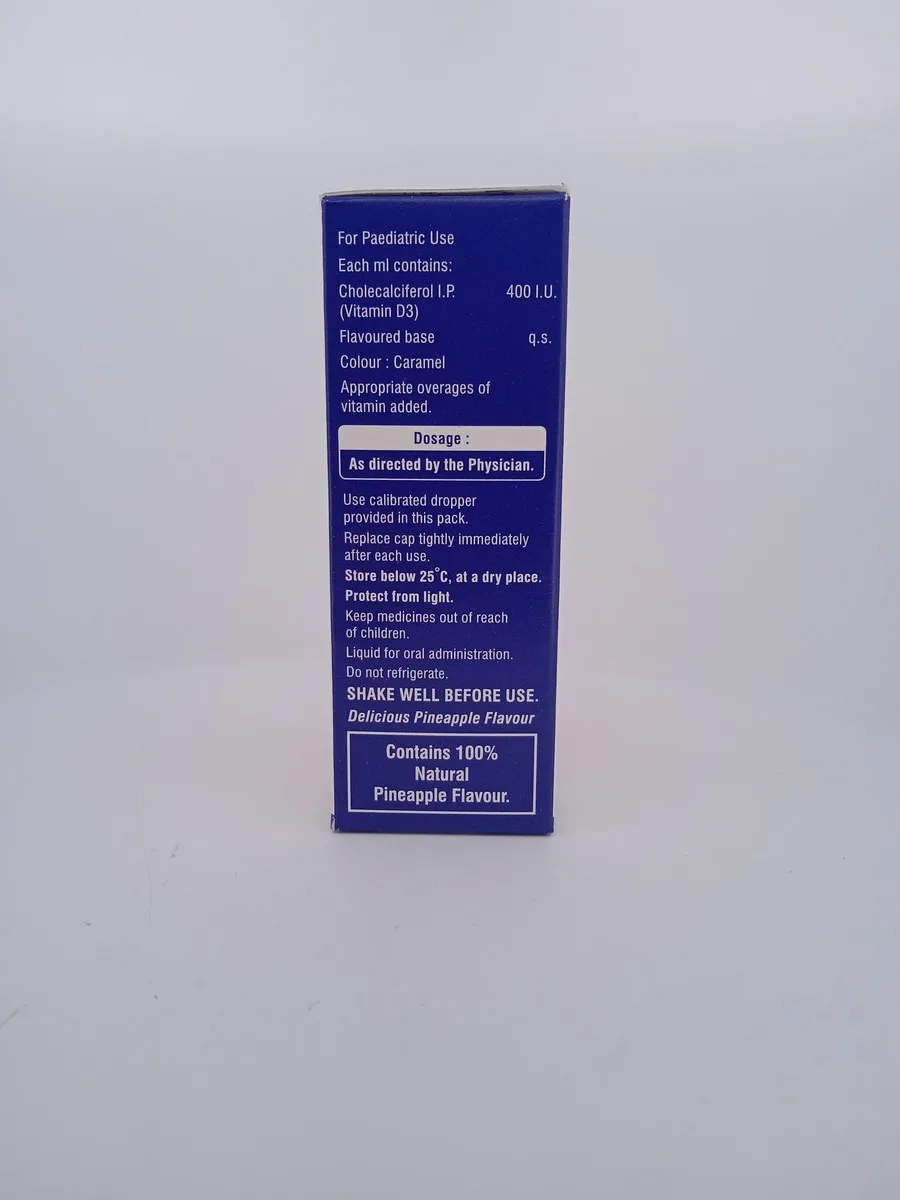 For Paediatric Use
Each ml contains:
Cholecalciferol I.P. 400 I.U.
(Vitamin D3)
Flavoured base q.s.
Colour : Caramel
Appropriate overages of
vitamin added.
Dosage :
As directed by the Physician.
Use calibrated dropper
provided in this pack.
Replace cap tightly immediately
after each use.
Store below 25°C, at a dry place.
Protect from light.
Keep medicines out of reach
of children.
Liquid for oral administration.
Do not refrigerate.
SHAKE WELL BEFORE USE.
Delicious Pineapple Flavour
Contains 100%
Natural
Pineapple Flavour.